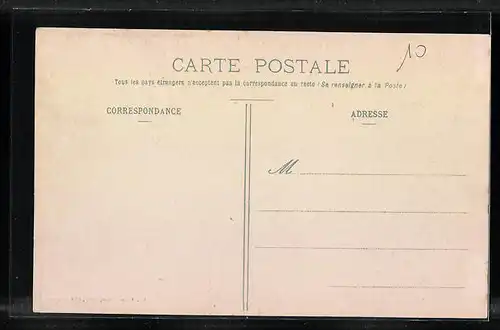 10
CARTE POSTALE
Tous les pays étrangers n'acceptent pas la correspondance au recto (Se renseigner à la Poste)
CORRESPONDANCE
ADRESSE
M